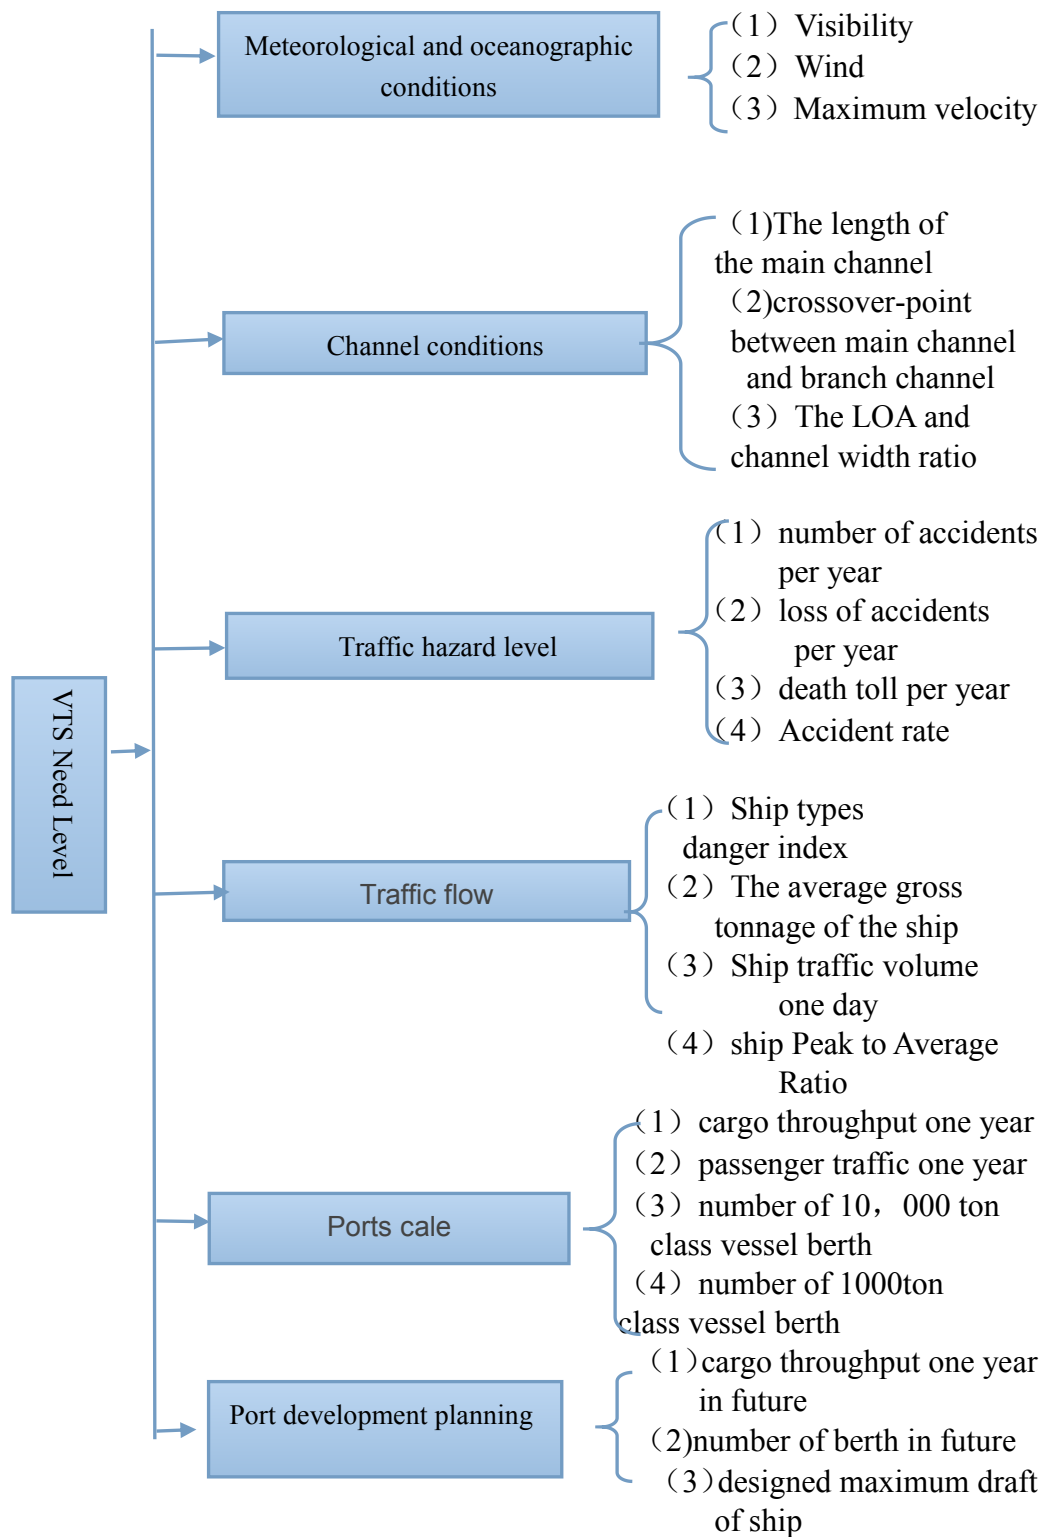 VTS Need Level
Meteorological and oceanographic
conditions
（1）Visibility
（2）Wind
（3）Maximum velocity
Channel conditions
（1)The length of
the main channel
（2)crossover-point
between main channel
and branch channel
（3）The LOA and
channel width ratio
Traffic hazard level
（1）number of accidents
per year
（2）loss of accidents
per year
（3）death toll per year
（4）Accident rate
Traffic flow
（1）Ship types
danger index
（2）The average gross
tonnage of the ship
（3）Ship traffic volume
one day
（4）ship Peak to Average
Ratio
Ports cale
（1）cargo throughput one year
（2）passenger traffic one year
（3）number of 10，000 ton
class vessel berth
（4）number of 1000ton
class vessel berth
Port development planning
（1）cargo throughput one year
in future
（2)number of berth in future
（3）designed maximum draft
of ship